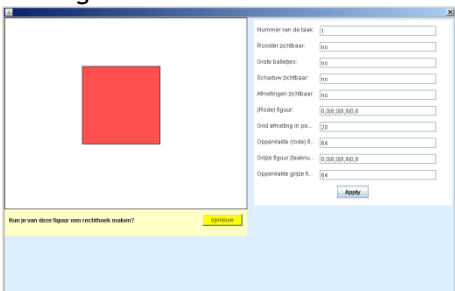 Nummer van de taak: 1
Rooster zichtbaar: no
Grote balletjes: no
Schaduw zichtbaar: no
Afmetingen zichtbaar: no
(Rode) figuur: 0,0|8,0|8,8|0,8
Grid afmeting in pix... 20
Oppervlakte (rode) fi... 64
Grijze figuur (taaknu... 0,0|8,0|8,8|0,8
Oppervlakte grijze fi... 64
Apply
Kun je van deze figuur een rechthoek maken?
opnieuw